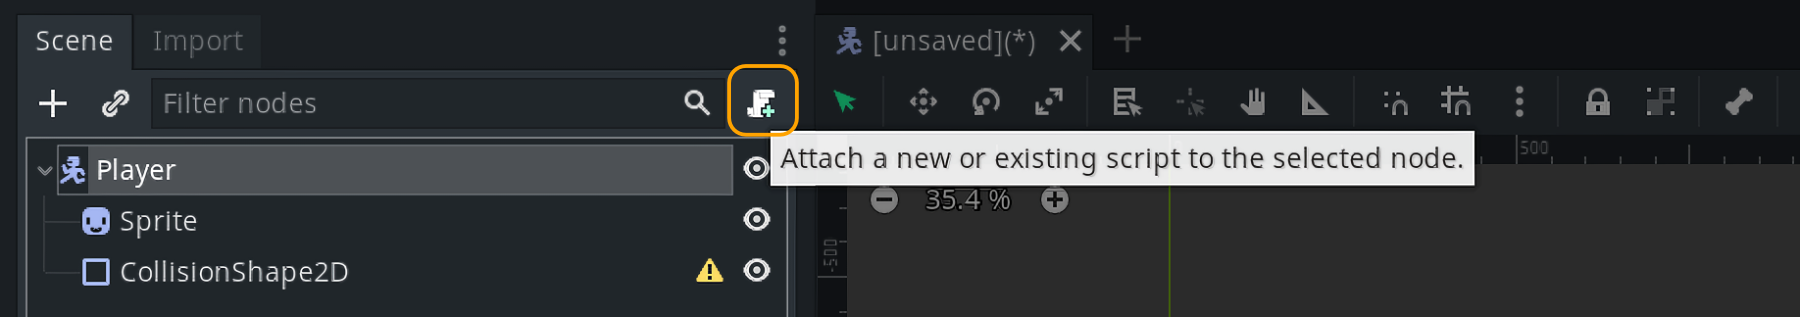 Scene Import
[unsaved](*)
Filter nodes
Attach a new or existing script to the selected node.
500
Player
35.4 %
Sprite
-500
CollisionShape2D